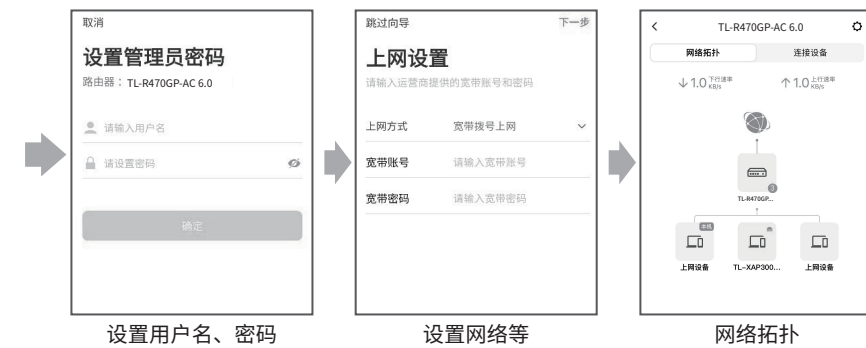 取消
设置管理员密码
路由器：TL-R470GP-AC 6.0
请输入用户名
请设置密码
确定
设置用户名、密码
跳过向导 下一步
上网设置
请输入运营商提供的宽带账号和密码
上网方式 宽带拨号上网
宽带账号 请输入宽带账号
宽带密码 请输入宽带密码
设置网络等
TL-R470GP-AC 6.0
网络拓扑 连接设备
1.0 下行速率 KB/s 1.0 上行速率 KB/s
3
TL-R470GP...
本机
上网设备 TL-XAP300... 上网设备
网络拓扑